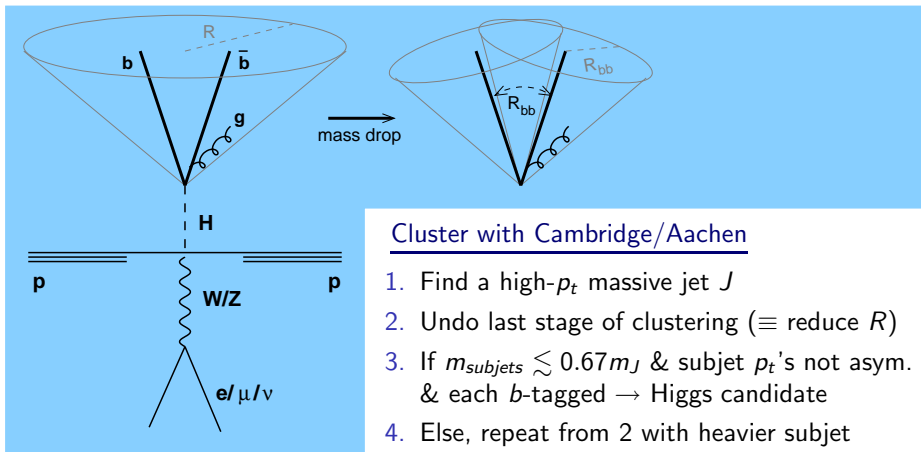 R
b
b̄
g
mass drop
R_bb
R_bb
H
p
p
W/Z
e/μ/ν
Cluster with Cambridge/Aachen
1. Find a high-p_t massive jet J
2. Undo last stage of clustering (≡ reduce R)
3. If m_subjets ≲ 0.67m_J & subjet p_t's not asym.
& each b-tagged → Higgs candidate
4. Else, repeat from 2 with heavier subjet